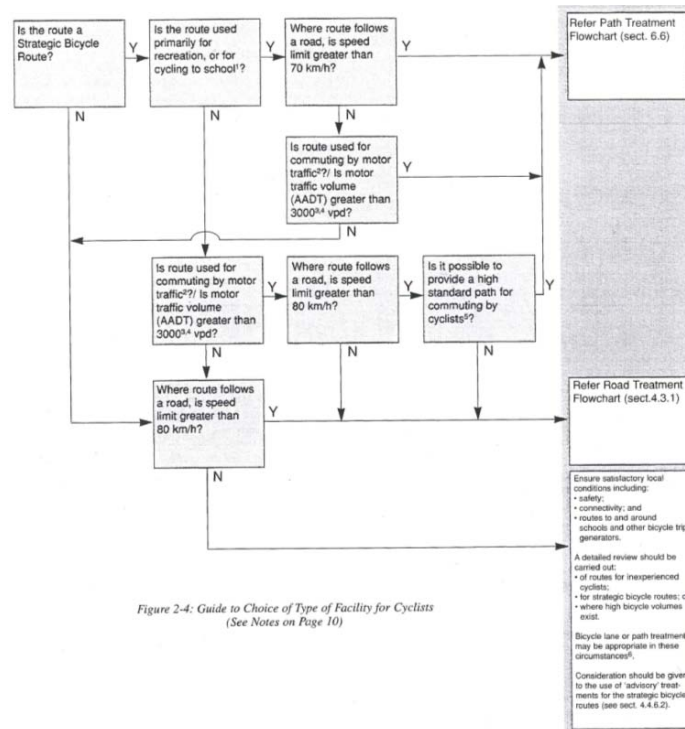 Is the route a
Strategic Bicycle
Route?
Y
N
Is the route used
primarily for
recreation, or for
cycling to school¹?
Y
N
Where route follows
a road, is speed
limit greater than
70 km/h?
Y
N
Refer Path Treatment
Flowchart (sect. 6.6)
Is route used for
commuting by motor
traffic²?/ Is motor
traffic volume
(AADT) greater than
3000³,⁴ vpd?
Y
N
Is route used for
commuting by motor
traffic²?/ Is motor
traffic volume
(AADT) greater than
3000³,⁴ vpd?
Y
N
Where route follows
a road, is speed
limit greater than
80 km/h?
Y
N
Is it possible to
provide a high
standard path for
commuting by
cyclists⁵?
Y
N
Where route follows
a road, is speed
limit greater than
80 km/h?
Y
N
Refer Road Treatment
Flowchart (sect.4.3.1)
Ensure satisfactory local
conditions including:
• safety;
• connectivity; and
• routes to and around
schools and other bicycle trip
generators.
A detailed review should be
carried out:
• of routes for inexperienced
cyclists;
• for strategic bicycle routes;
• where high bicycle volumes
exist.
Bicycle lane or path treatment
may be appropriate in these
circumstances⁶.
Consideration should be given
to the use of 'advisory' treat-
ments for the strategic bicycle
routes (see sect. 4.4.6.2).
Figure 2-4: Guide to Choice of Type of Facility for Cyclists
(See Notes on Page 10)